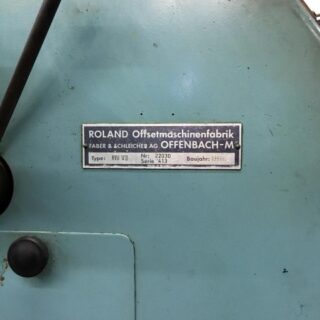 ROLAND Offsetmaschinenfabrik
FABER & SCHLEICHER AG OFFENBACH-M
Type: Nr: 22030 Baujahr:
Serie 413